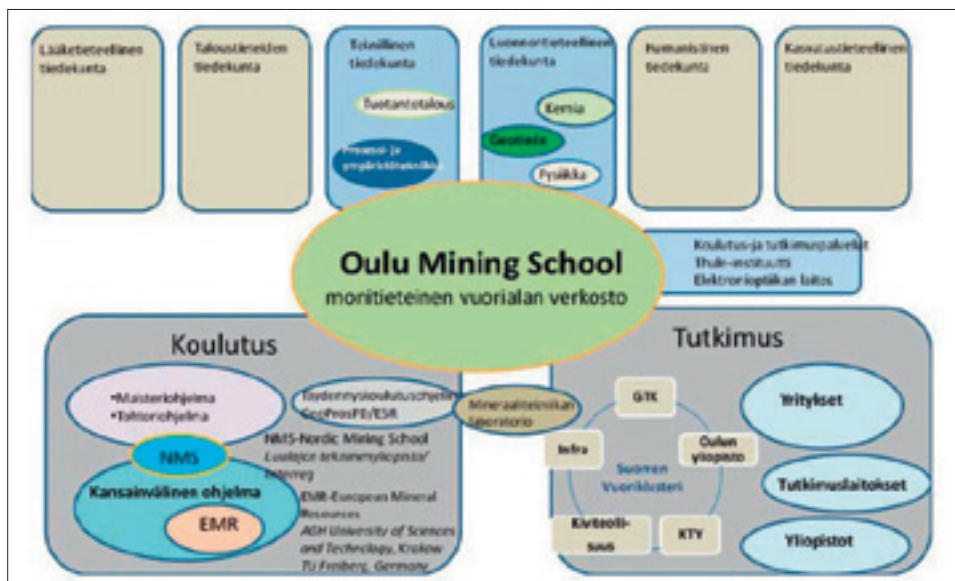 Lääketieteellinen
tiedekunta
Taloustieteiden
tiedekunta
Teknillinen
tiedekunta
Tuotantotalous
Prosessi- ja
ympäristötekniikka
Luonnontieteellinen
tiedekunta
Kemia
Geotiede
Fysiikka
Humanistinen
tiedekunta
Kasvatustieteellinen
tiedekunta
Oulu Mining School
monitieteinen vuorialan verkosto
Koulutus-ja tutkimuspalvelut
Thule-instituutti
Elektronioptiikan laitos
Koulutus
•Maisteriohjelma
•Tohtoriohjelma
NMS
Kansainvälinen ohjelma
EMR
Täydennyskoulutusohjelma
GeoProsPE/ESR
NMS-Nordic Mining School
Luulajan tekninenyliopisto/
Interreg
EMR-European Mineral
Resources
AGH University of Sciences
and Technology, Krakow
TU Freiberg, Germany
Mineraalitekniikan
laboratorio
Tutkimus
GTK
Infra
Oulun
yliopisto
Suomen
Vuoriklusteri
Kiviteolli-
suus
KTY
Yritykset
Tutkimuslaitokset
Yliopistot